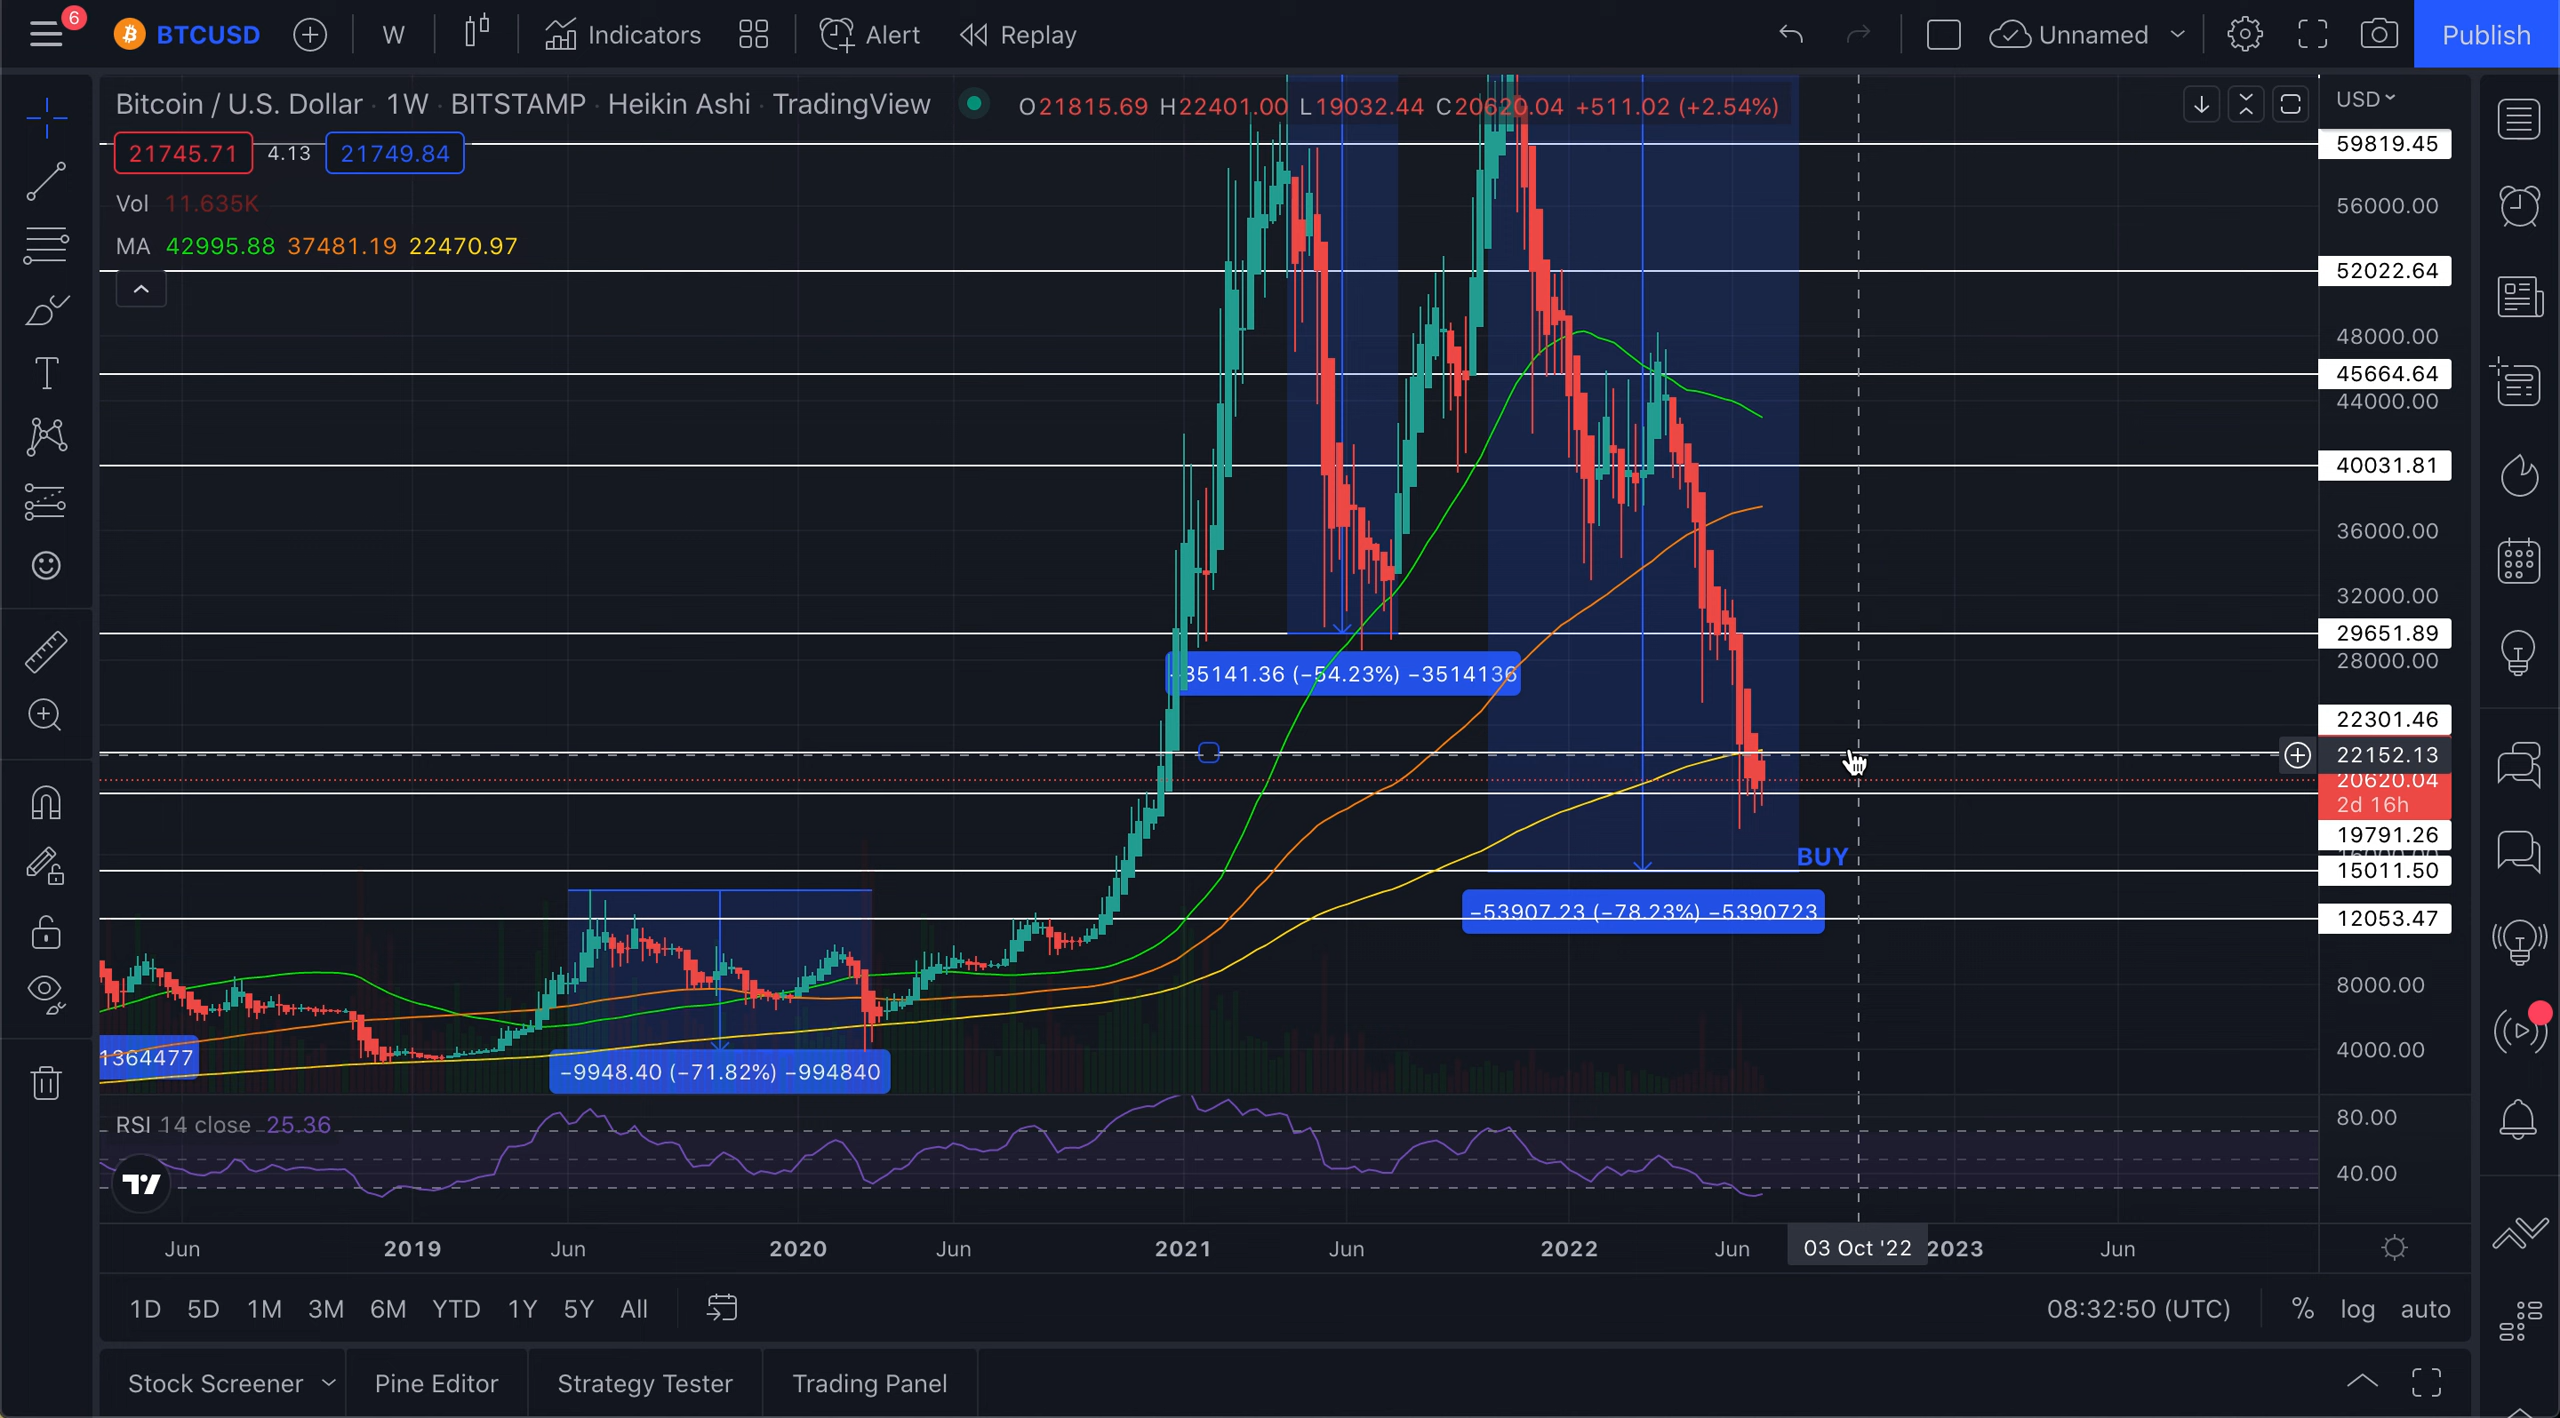 6
BTCUSD W Indicators Alert Replay Unnamed Publish
Bitcoin / U.S. Dollar · 1W · BITSTAMP · Heikin Ashi · TradingView O21815.69 H22401.00 L19032.44 C20620.04 +511.02 (+2.54%)
USD
21745.71 4.13 21749.84
Vol 11.635K
MA 42995.88 37481.19 22470.97
59819.45
56000.00
52022.64
48000.00
45664.64
44000.00
40031.81
36000.00
32000.00
29651.89
28000.00
22301.46
22152.13
20620.04
2d 16h
19791.26
15011.50
12053.47
8000.00
4000.00
35141.36 (−54.23%) −3514136
BUY
−53907.23 (−78.23%) −5390723
1364477
−9948.40 (−71.82%) −994840
RSI 14 close 25.36
80.00
40.00
Jun 2019 Jun 2020 Jun 2021 Jun 2022 Jun 03 Oct '22 2023 Jun
1D 5D 1M 3M 6M YTD 1Y 5Y All 08:32:50 (UTC) % log auto
Stock Screener Pine Editor Strategy Tester Trading Panel